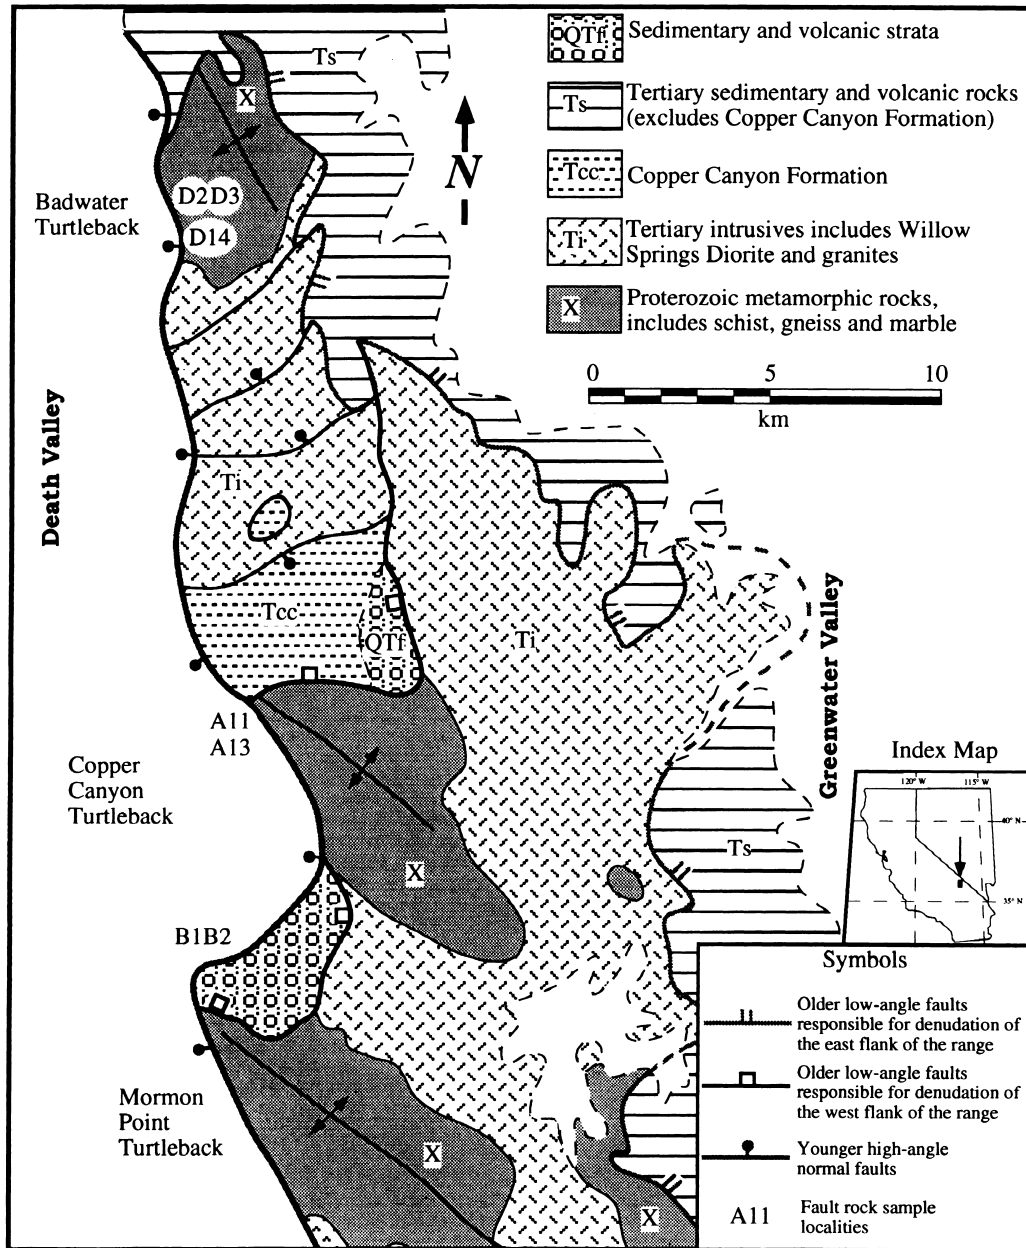 QTf
Sedimentary and volcanic strata
Ts
Tertiary sedimentary and volcanic rocks
(excludes Copper Canyon Formation)
Tcc
Copper Canyon Formation
Ti
Tertiary intrusives includes Willow
Springs Diorite and granites
X
Proterozoic metamorphic rocks,
includes schist, gneiss and marble
0 5 10
km
N
Ts
X
Badwater
Turtleback
D2D3
D14
Death Valley
Ti
Tcc
QTf
Ti
Greenwater Valley
A11
A13
Copper
Canyon
Turtleback
X
Ts
B1B2
Mormon
Point
Turtleback
X
X
Index Map
120° W 115° W
40° N
35° N
Symbols
Older low-angle faults
responsible for denudation of
the east flank of the range
Older low-angle faults
responsible for denudation of
the west flank of the range
Younger high-angle
normal faults
A11
Fault rock sample
localities